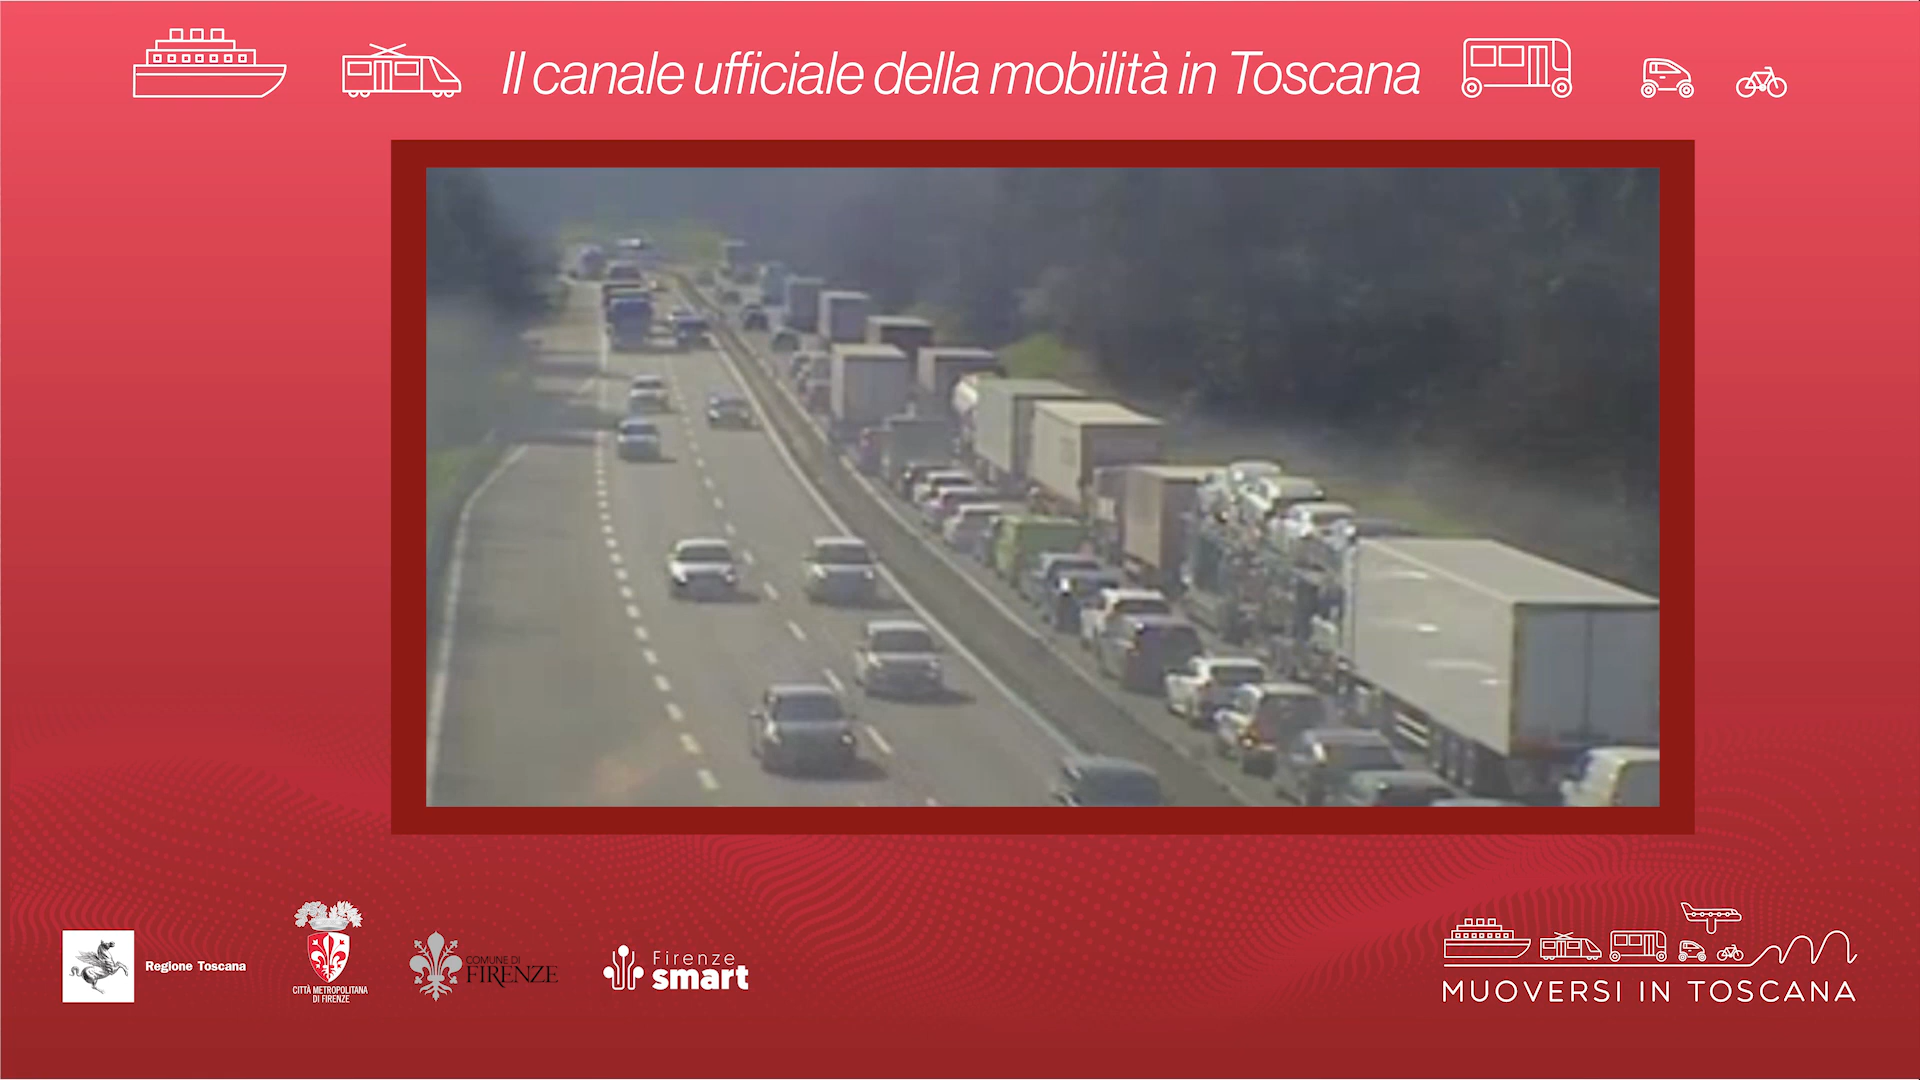 Il canale ufficiale della mobilità in Toscana
Regione Toscana
CITTÀ METROPOLITANA
DI FIRENZE
COMUNE DI
FIRENZE
Firenze
smart
MUOVERSI IN TOSCANA